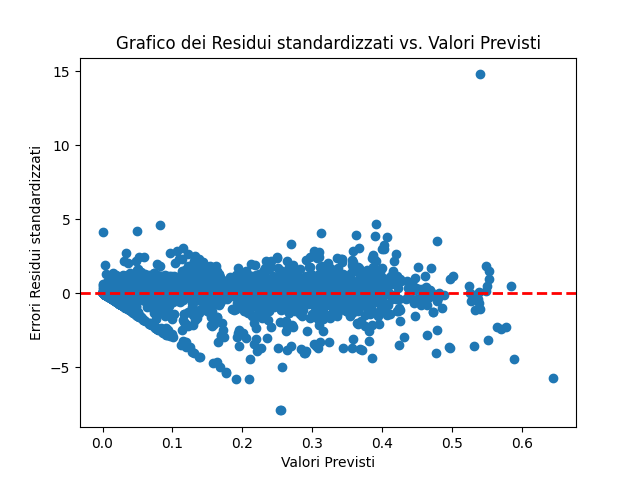 Grafico dei Residui standardizzati vs. Valori Previsti
Errori Residui standardizzati
15
10
5
0
−5
0.0 0.1 0.2 0.3 0.4 0.5 0.6
Valori Previsti